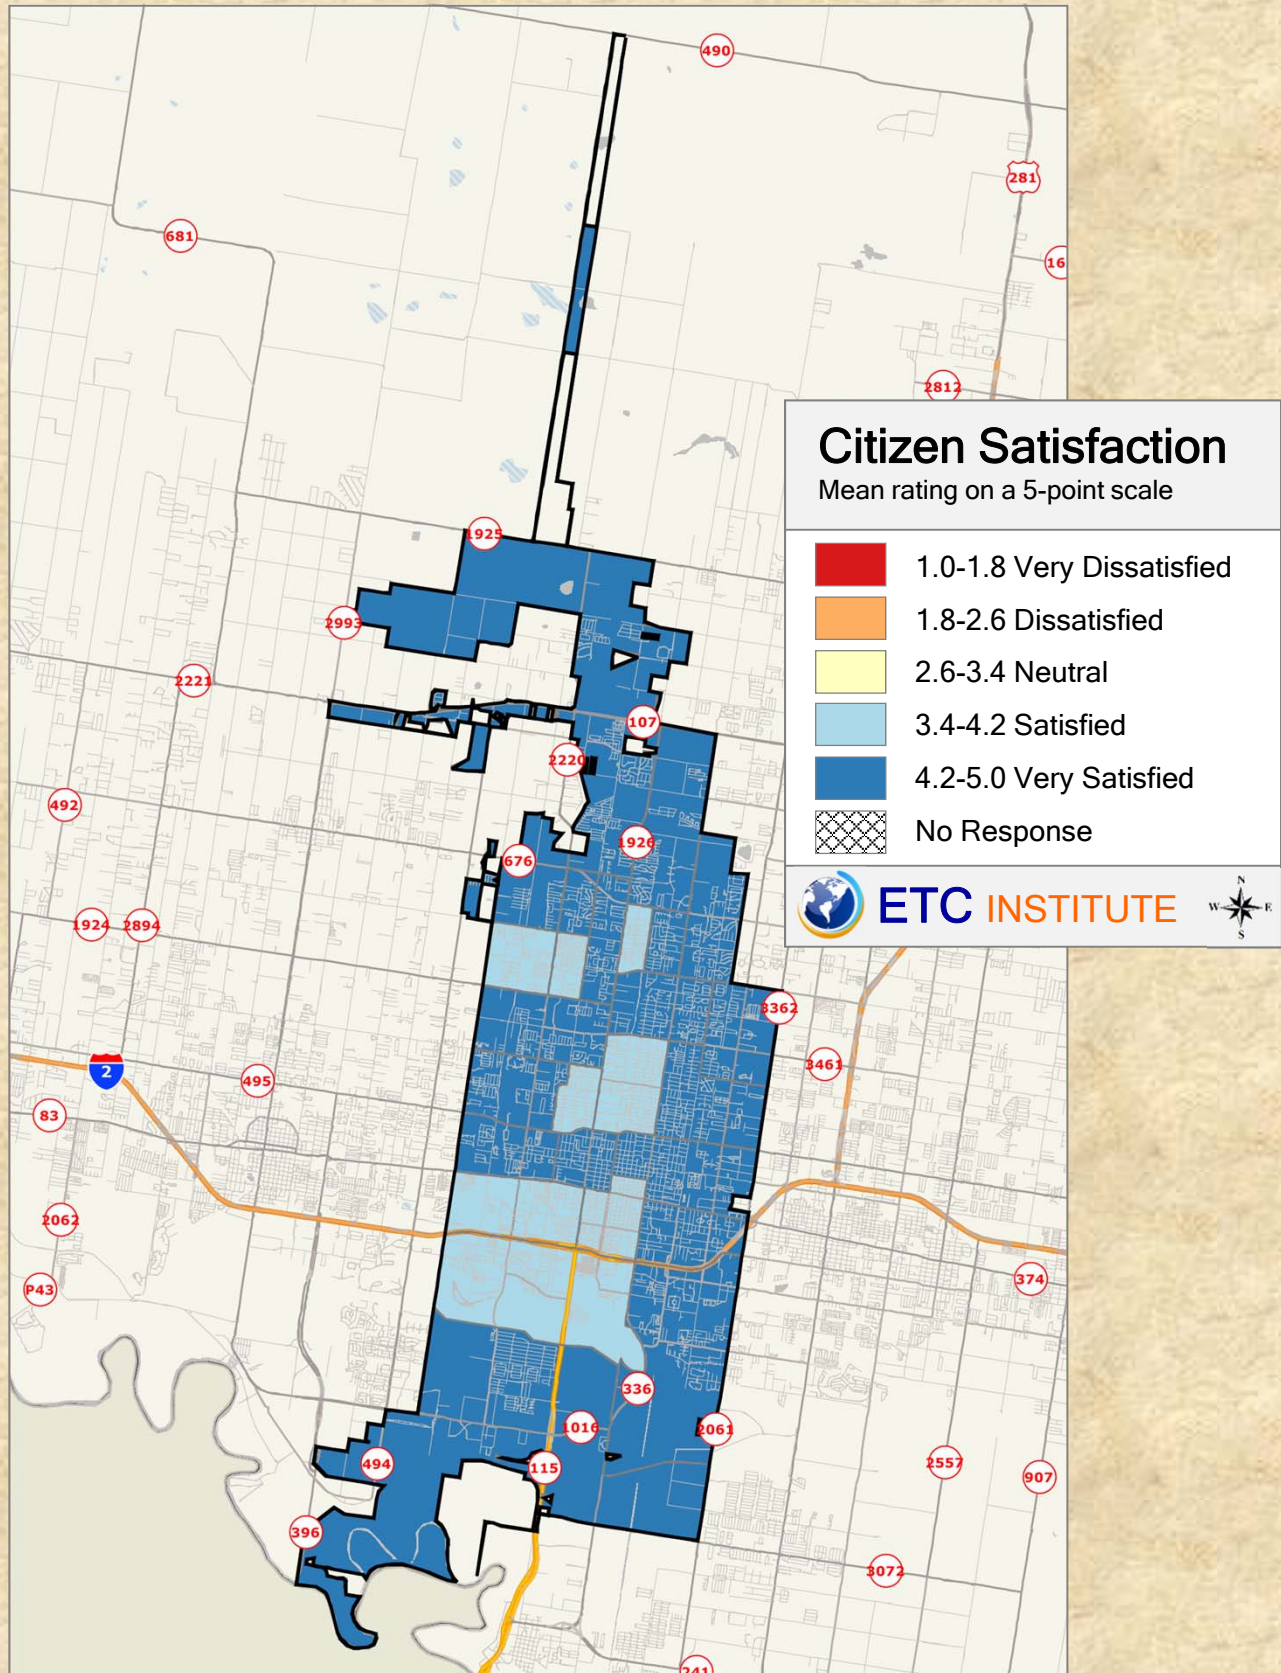 490
281
681
16
2812
Citizen Satisfaction
Mean rating on a 5-point scale
1.0-1.8 Very Dissatisfied
1.8-2.6 Dissatisfied
2.6-3.4 Neutral
3.4-4.2 Satisfied
4.2-5.0 Very Satisfied
No Response
ETC INSTITUTE
N
W E
S
1925
2993
2221
107
2220
492
1926
676
1924
2894
3362
3461
2
495
83
2062
P43
374
336
1016
2061
494
115
2557
907
396
3072
241